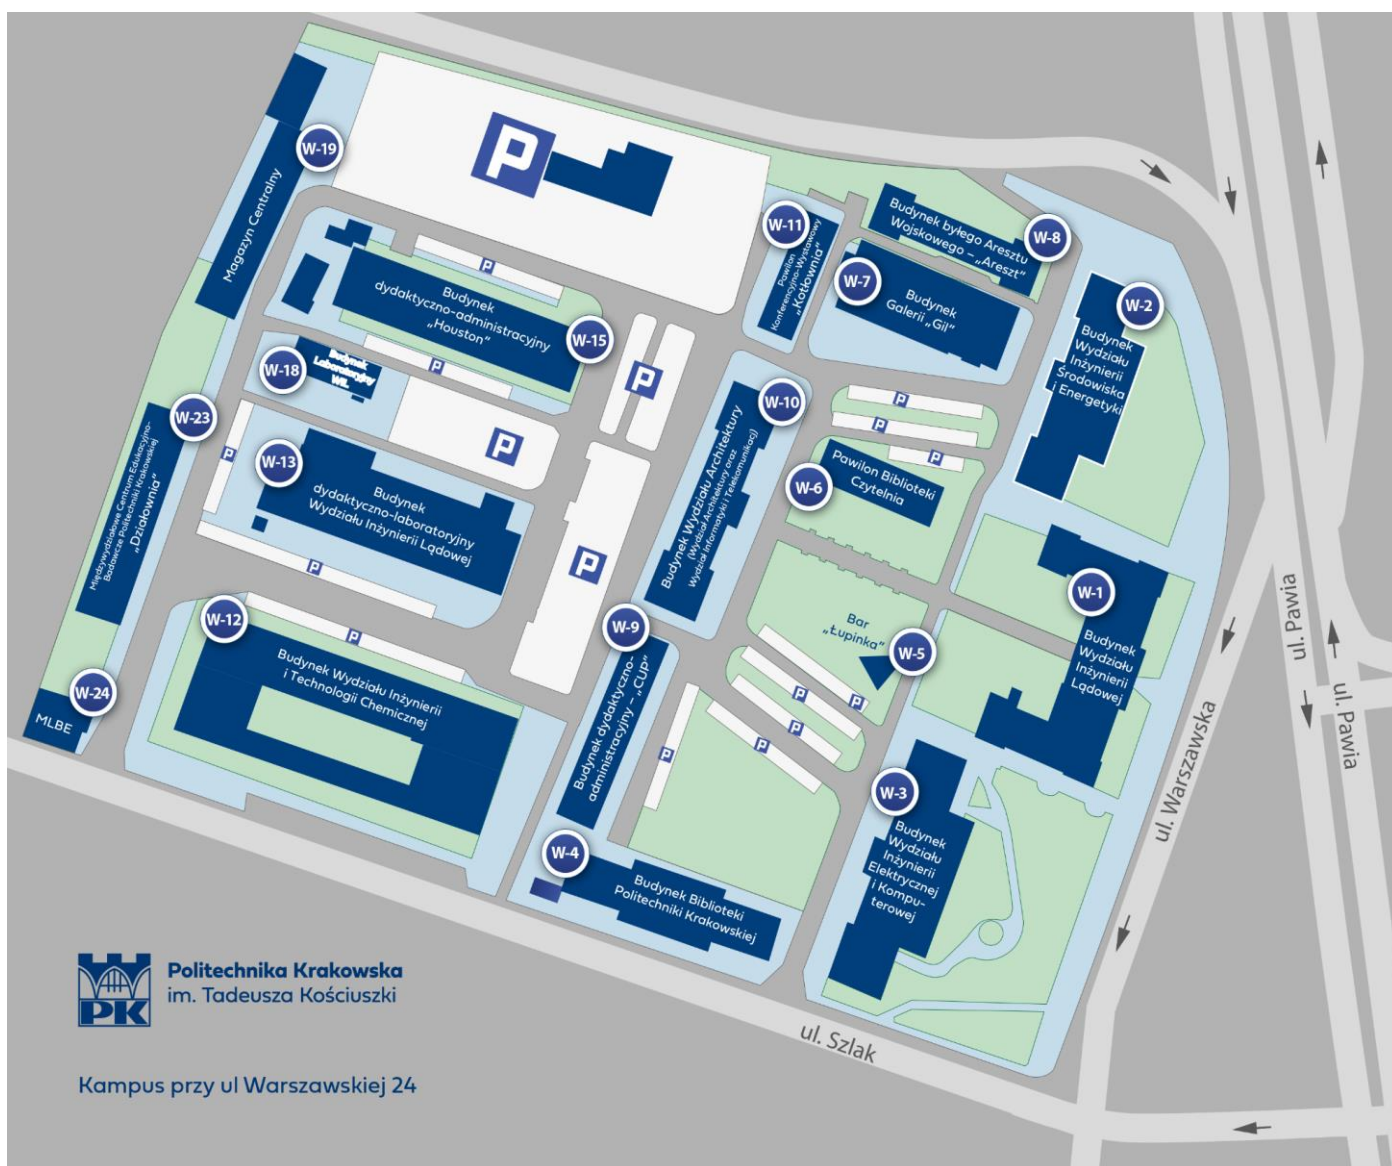 W-19
Magazyn Centralny
P
W-11
Pawilon
Konferencyjno-Wystawowy
„Kotłownia”
W-8
Budynek byłego Aresztu
Wojskowego – „Areszt”
W-7
Budynek
Galerii „Gil”
W-2
Budynek
Wydziału
Inżynierii
Środowiska
i Energetyki
P
Budynek
dydaktyczno-administracyjny
„Houston”
W-15
P
P
W-18
Budynek
Laboratoryjny
WIL
P
W-10
Budynek Wydziału Architektury
(Wydział Architektury oraz
Wydział Informatyki i Telekomunikacji)
P
P
P
W-6
Pawilon Biblioteki
Czytelnia
W-23
Międzywydziałowe Centrum Edukacyjno-
Badawcze Politechniki Krakowskiej
„Działownia”
P
W-13
Budynek
dydaktyczno-laboratoryjny
Wydziału Inżynierii Lądowej
P
P
W-1
Budynek
Wydziału
Inżynierii
Lądowej
W-12
P
Budynek Wydziału Inżynierii
i Technologii Chemicznej
W-9
Budynek dydaktyczno-
administracyjny – „CUP”
Bar
„Łupinka”
W-5
P
P
P
P
P
W-24
MLBE
W-3
Budynek
Wydziału
Inżynierii
Elektrycznej
i Kompu-
terowej
W-4
Budynek Biblioteki
Politechniki Krakowskiej
ul. Pawia
ul. Pawia
ul. Warszawska
ul. Szlak
PK
Politechnika Krakowska
im. Tadeusza Kościuszki
Kampus przy ul Warszawskiej 24